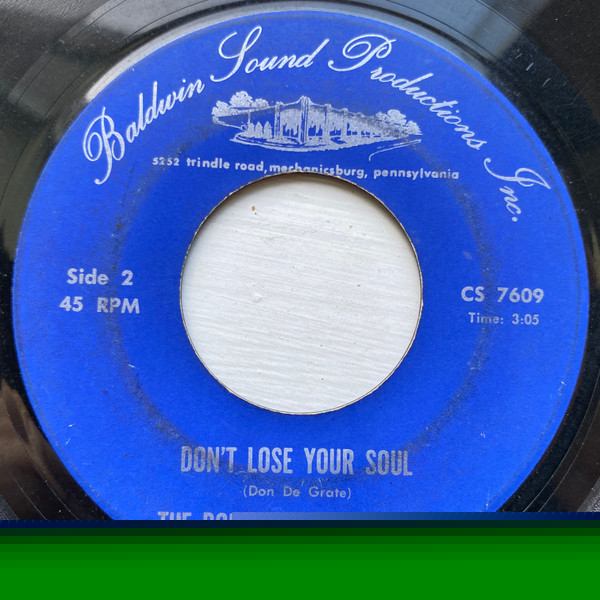 Baldwin Sound Productions Inc.
5252 trindle road, mechanicsburg, pennsylvania
Side 2
45 RPM
CS 7609
Time: 3:05
DON'T LOSE YOUR SOUL
(Don De Grate)
THE